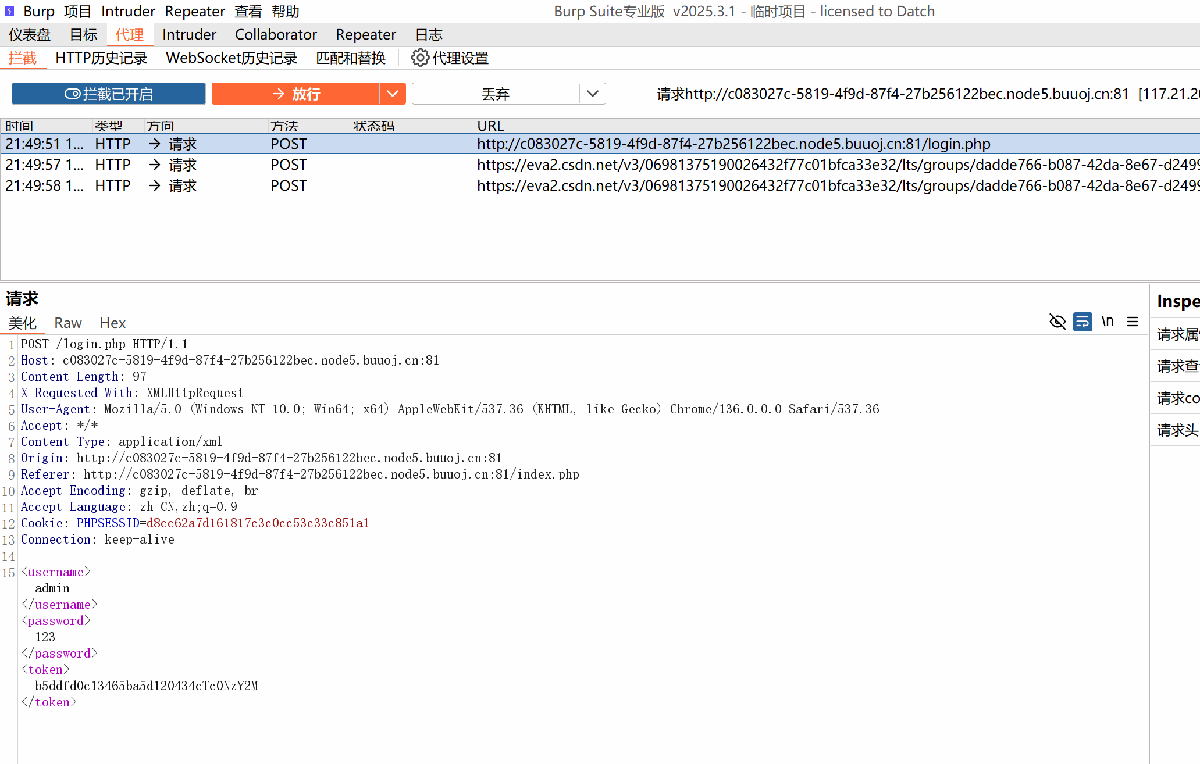 Burp 项目 Intruder Repeater 查看 帮助 Burp Suite专业版 v2025.3.1 - 临时项目 - licensed to Datch
仪表盘 目标 代理 Intruder Collaborator Repeater 日志
拦截 HTTP历史记录 WebSocket历史记录 匹配和替换 代理设置
拦截已开启 放行 丢弃 请求http://c083027c-5819-4f9d-87f4-27b256122bec.node5.buuoj.cn:81 [117.21.20
时间 类型 方向 方法 状态码 URL
21:49:51 1... HTTP → 请求 POST http://c083027c-5819-4f9d-87f4-27b256122bec.node5.buuoj.cn:81/login.php
21:49:57 1... HTTP → 请求 POST https://eva2.csdn.net/v3/06981375190026432f77c01bfca33e32/lts/groups/dadde766-b087-42da-8e67-d2499
21:49:58 1... HTTP → 请求 POST https://eva2.csdn.net/v3/06981375190026432f77c01bfca33e32/lts/groups/dadde766-b087-42da-8e67-d2499
请求 Inspe
美化 Raw Hex \n
请求属
请求查
请求co
请求头
1 POST /login.php HTTP/1.1
2 Host: c083027c-5819-4f9d-87f4-27b256122bec.node5.buuoj.cn:81
3 Content-Length: 97
4 X-Requested-With: XMLHttpRequest
5 User-Agent: Mozilla/5.0 (Windows NT 10.0; Win64; x64) AppleWebKit/537.36 (KHTML, like Gecko) Chrome/136.0.0.0 Safari/537.36
6 Accept: */*
7 Content-Type: application/xml
8 Origin: http://c083027c-5819-4f9d-87f4-27b256122bec.node5.buuoj.cn:81
9 Referer: http://c083027c-5819-4f9d-87f4-27b256122bec.node5.buuoj.cn:81/index.php
10 Accept-Encoding: gzip, deflate, br
11 Accept-Language: zh-CN,zh;q=0.9
12 Cookie: PHPSESSID=
13 Connection: keep-alive
14
15 <username>
admin
</username>
<password>
123
</password>
<token>
</token>